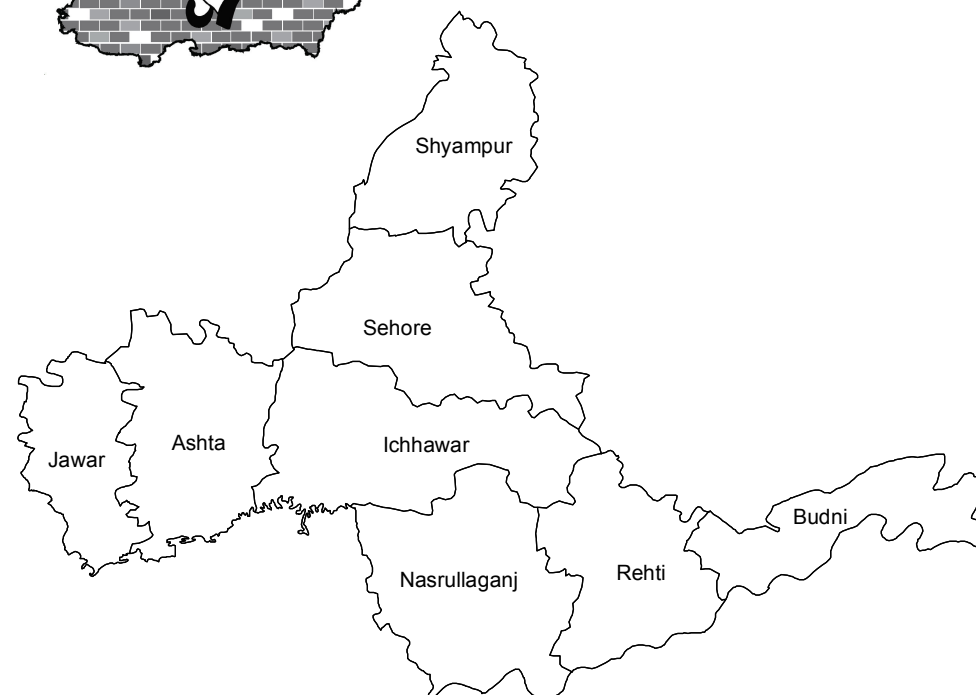 Shyampur
Sehore
Ichhawar
Ashta
Jawar
Budni
Rehti
Nasrullaganj